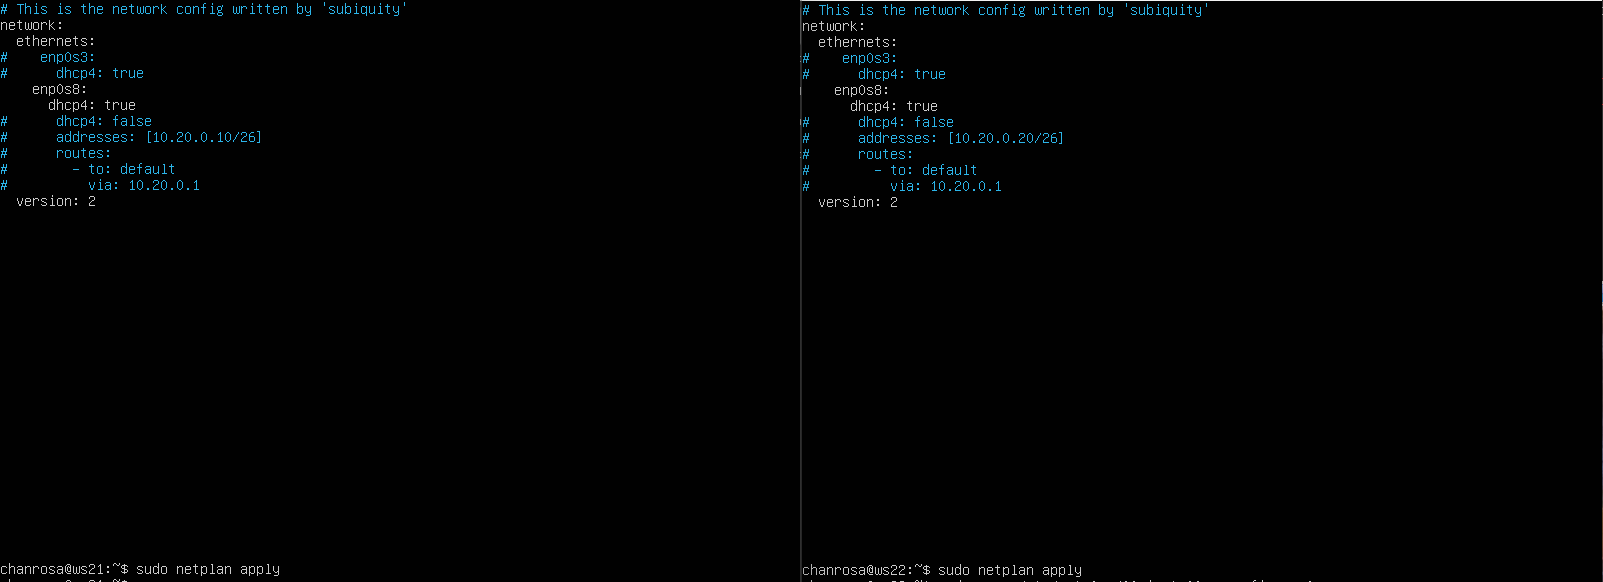 # This is the network config written by 'subiquity'
network:
  ethernets:
#    enp0s3:
#      dhcp4: true
    enp0s8:
      dhcp4: true
#      dhcp4: false
#      addresses: [10.20.0.10/26]
#      routes:
#        - to: default
#          via: 10.20.0.1
  version: 2
chanrosa@ws21:~$ sudo netplan apply
# This is the network config written by 'subiquity'
network:
  ethernets:
#    enp0s3:
#      dhcp4: true
    enp0s8:
      dhcp4: true
#      dhcp4: false
#      addresses: [10.20.0.20/26]
#      routes:
#        - to: default
#          via: 10.20.0.1
  version: 2
chanrosa@ws22:~$ sudo netplan apply